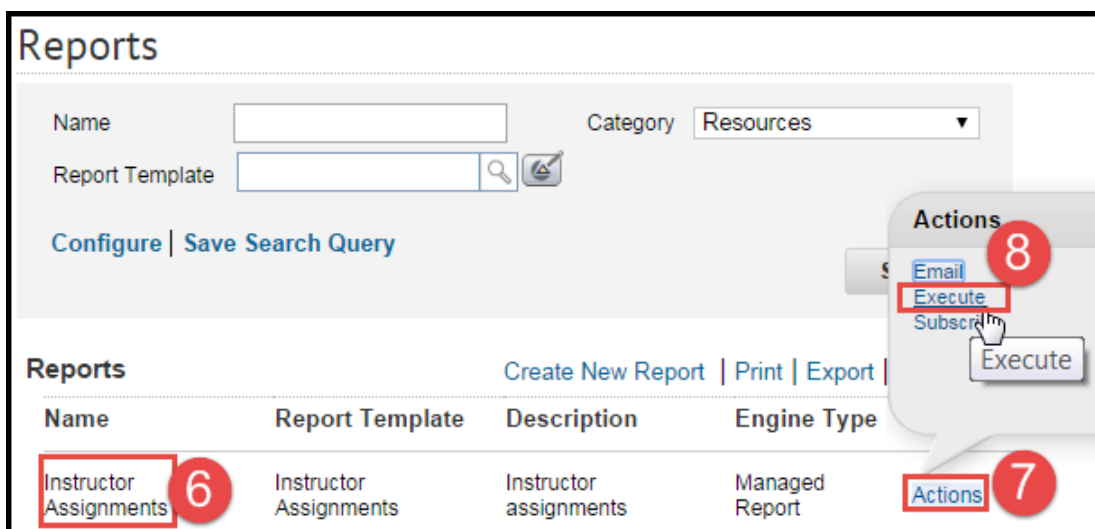 Reports
Name
Category Resources
Report Template
Configure | Save Search Query
Actions
8
Email
Execute
Execute
Reports
Create New Report | Print | Export |
Name Report Template Description Engine Type
Instructor Assignments
6
Instructor Assignments
Instructor assignments
Managed Report
Actions
7